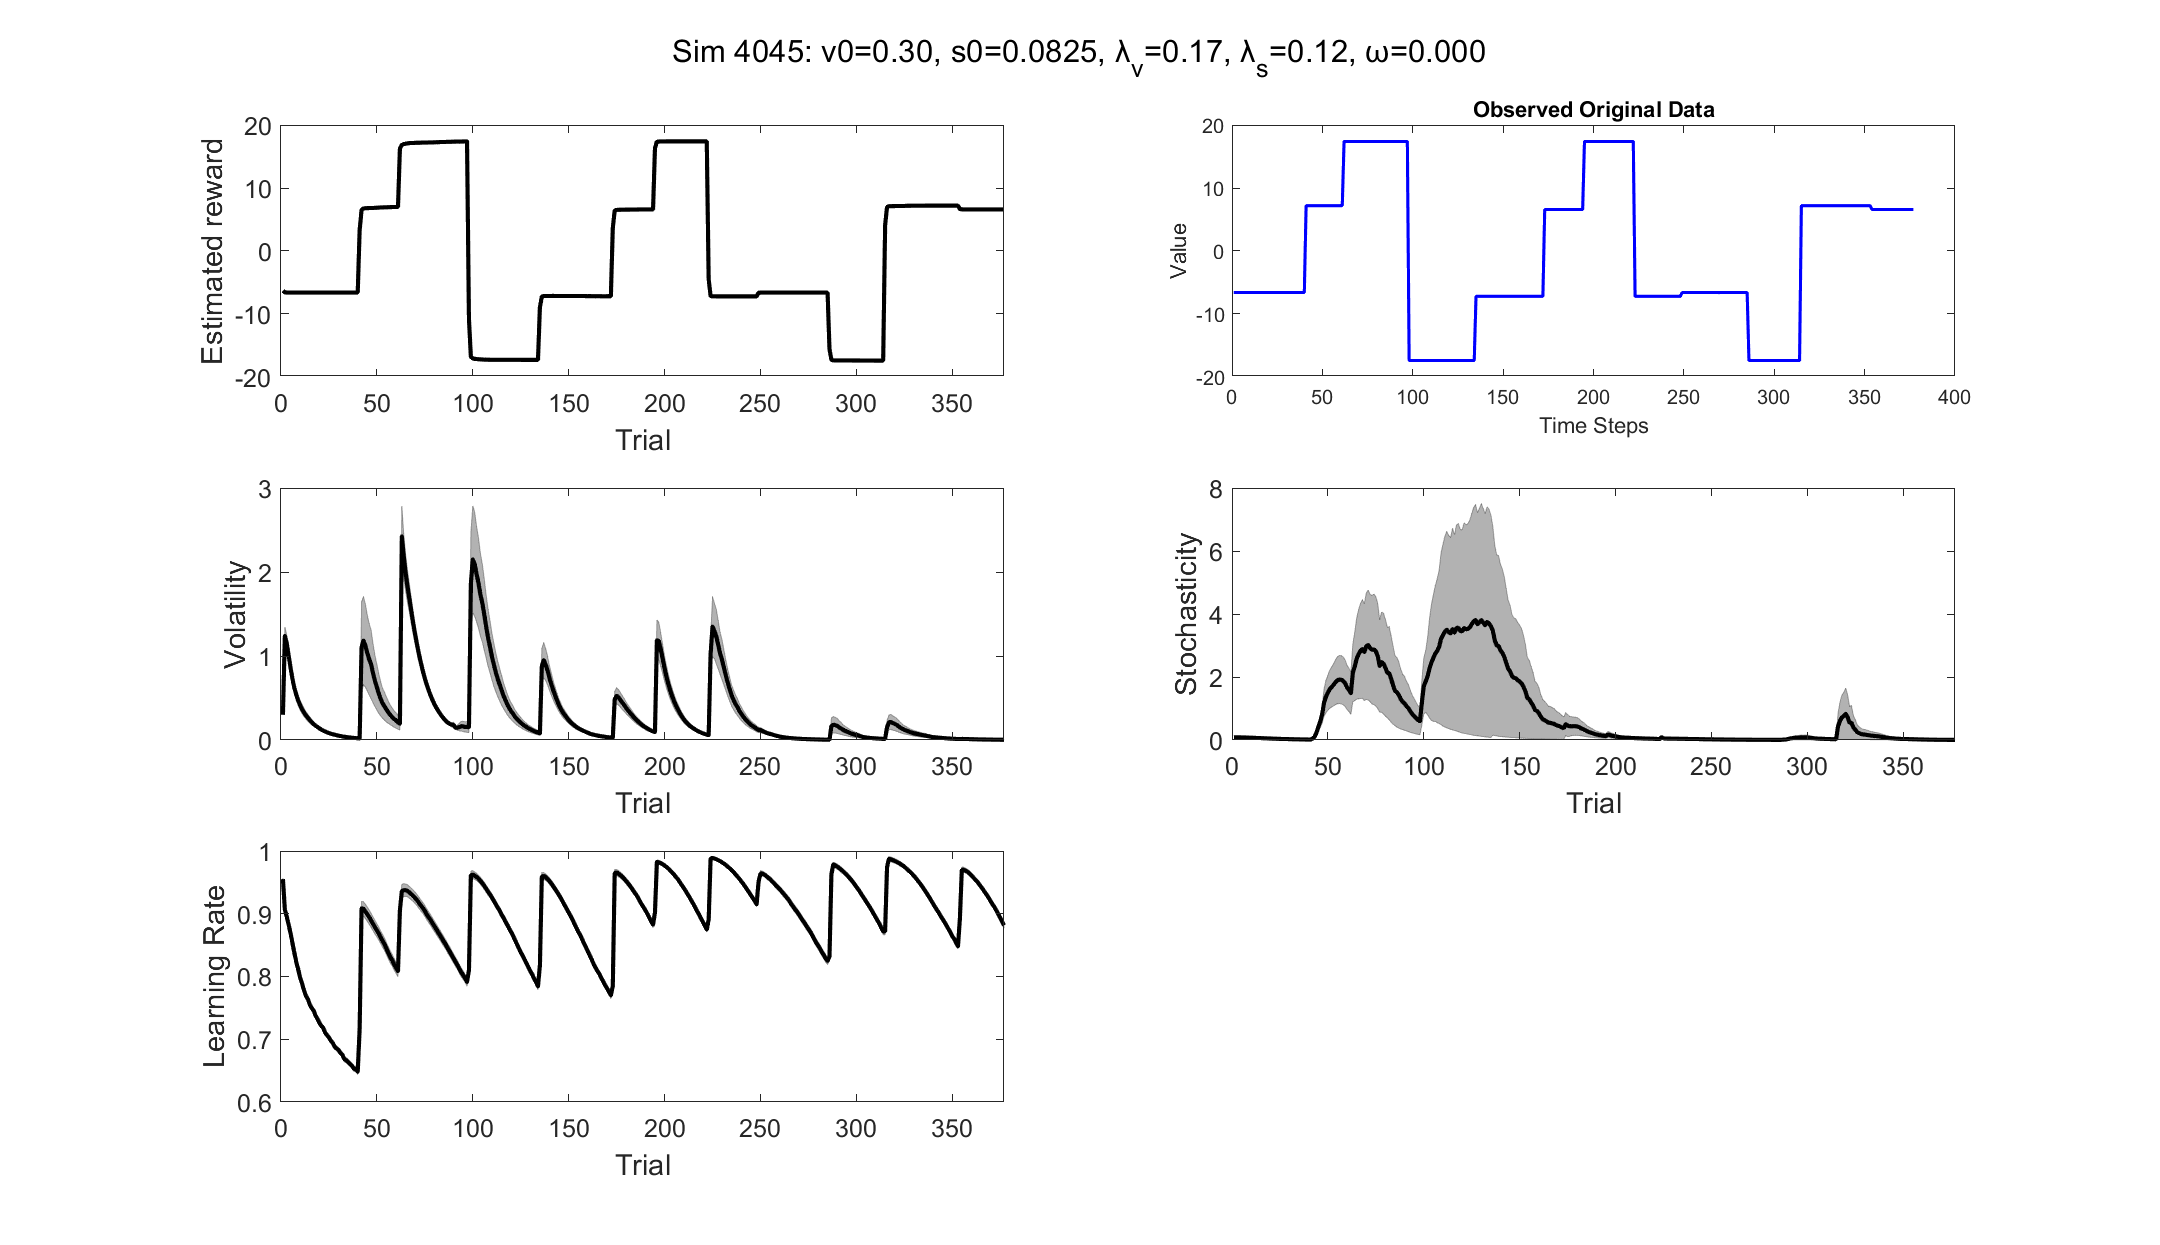 Sim 4045: v0=0.30, s0=0.0825, λv=0.17, λs=0.12, ω=0.000
Estimated reward
20
10
0
-10
-20
0 50 100 150 200 250 300 350
Trial
Observed Original Data
Value
20
10
0
-10
-20
0 50 100 150 200 250 300 350 400
Time Steps
Volatility
3
2
1
0
0 50 100 150 200 250 300 350
Trial
Stochasticity
8
6
4
2
0
0 50 100 150 200 250 300 350
Trial
Learning Rate
1
0.9
0.8
0.7
0.6
0 50 100 150 200 250 300 350
Trial